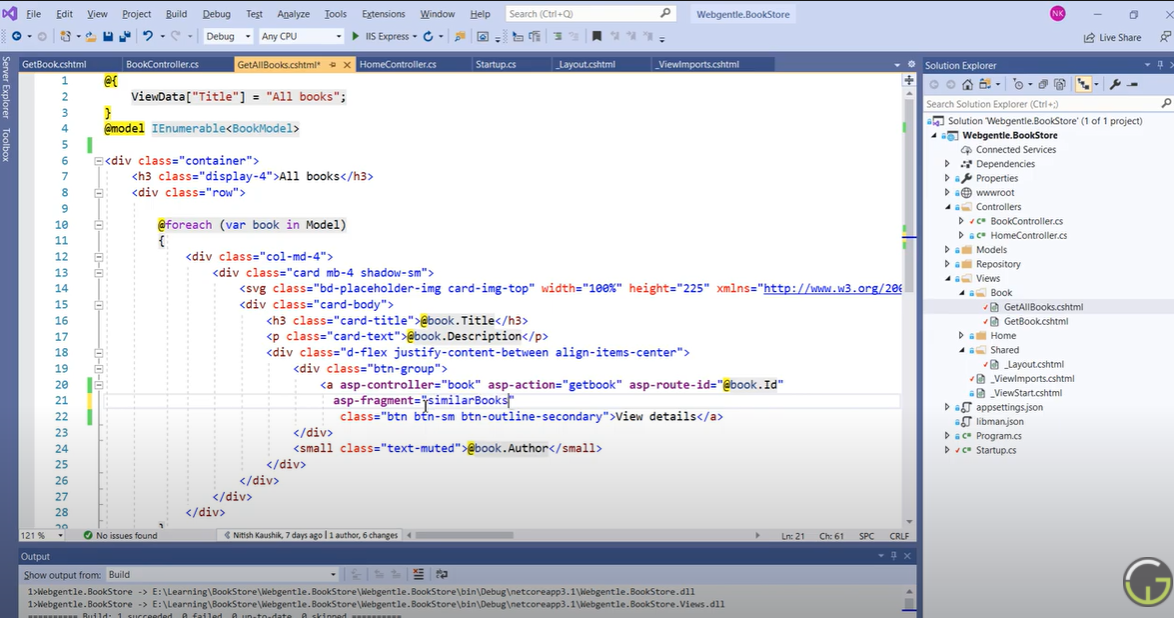 File Edit View Project Build Debug Test Analyze Tools Extensions Window Help Search (Ctrl+Q) Webgentle.BookStore NK
Debug Any CPU IIS Express Live Share
Server Explorer
Toolbox
GetBook.cshtml BookController.cs GetAllBooks.cshtml* HomeController.cs Startup.cs _Layout.cshtml _ViewImports.cshtml
1 @{
2 ViewData["Title"] = "All books";
3 }
4 @model IEnumerable<BookModel>
5
6 <div class="container">
7 <h3 class="display-4">All books</h3>
8 <div class="row">
9
10 @foreach (var book in Model)
11 {
12 <div class="col-md-4">
13 <div class="card mb-4 shadow-sm">
14 <svg class="bd-placeholder-img card-img-top" width="100%" height="225" xmlns="http://www.w3.org/200
15 <div class="card-body">
16 <h3 class="card-title">@book.Title</h3>
17 <p class="card-text">@book.Description</p>
18 <div class="d-flex justify-content-between align-items-center">
19 <div class="btn-group">
20 <a asp-controller="book" asp-action="getbook" asp-route-id="@book.Id"
21 asp-fragment="similarBooks"
22 class="btn btn-sm btn-outline-secondary">View details</a>
23 </div>
24 <small class="text-muted">@book.Author</small>
25 </div>
26 </div>
27 </div>
28 </div>
29 }
121 % No issues found Nitish Kaushik, 7 days ago | 1 author, 6 changes Ln: 21 Ch: 61 SPC CRLF
Output
Show output from: Build
1>Webgentle.BookStore -> E:\Learning\BookStore\Webgentle.BookStore\Webgentle.BookStore\bin\Debug\netcoreapp3.1\Webgentle.BookStore.dll
1>Webgentle.BookStore -> E:\Learning\BookStore\Webgentle.BookStore\Webgentle.BookStore\bin\Debug\netcoreapp3.1\Webgentle.BookStore.Views.dll
========== Build: 1 succeeded, 0 failed, 0 up-to-date, 0 skipped ==========
Solution Explorer
Search Solution Explorer (Ctrl+;)
Solution 'Webgentle.BookStore' (1 of 1 project)
Webgentle.BookStore
Connected Services
Dependencies
Properties
wwwroot
Controllers
BookController.cs
HomeController.cs
Models
Repository
Views
Book
GetAllBooks.cshtml
GetBook.cshtml
Home
Shared
_Layout.cshtml
_ViewImports.cshtml
_ViewStart.cshtml
appsettings.json
libman.json
Program.cs
Startup.cs